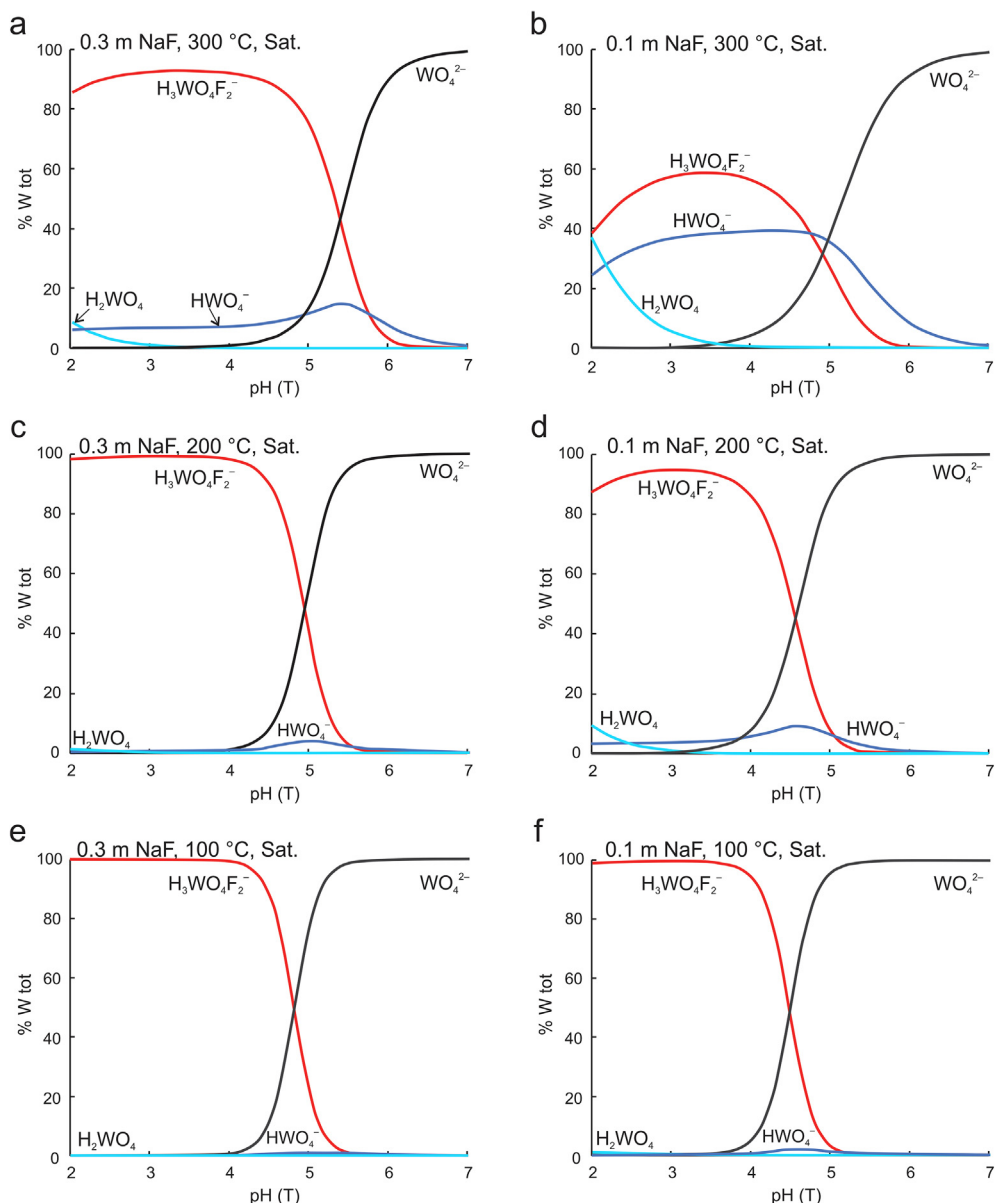 a
0.3 m NaF, 300 °C, Sat.
100
80
60
40
20
0
% W tot
H₃WO₄F₂⁻
WO₄²⁻
H₂WO₄
HWO₄⁻
2 3 4 5 6 7
pH (T)
b
0.1 m NaF, 300 °C, Sat.
100
80
60
40
20
0
% W tot
WO₄²⁻
H₃WO₄F₂⁻
HWO₄⁻
H₂WO₄
2 3 4 5 6 7
pH (T)
c
0.3 m NaF, 200 °C, Sat.
100
80
60
40
20
0
% W tot
H₃WO₄F₂⁻
WO₄²⁻
H₂WO₄
HWO₄⁻
2 3 4 5 6 7
pH (T)
d
0.1 m NaF, 200 °C, Sat.
100
80
60
40
20
0
% W tot
H₃WO₄F₂⁻
WO₄²⁻
H₂WO₄
HWO₄⁻
2 3 4 5 6 7
pH (T)
e
0.3 m NaF, 100 °C, Sat.
100
80
60
40
20
0
% W tot
H₃WO₄F₂⁻
WO₄²⁻
H₂WO₄
HWO₄⁻
2 3 4 5 6 7
pH (T)
f
0.1 m NaF, 100 °C, Sat.
100
80
60
40
20
0
% W tot
H₃WO₄F₂⁻
WO₄²⁻
H₂WO₄
HWO₄⁻
2 3 4 5 6 7
pH (T)